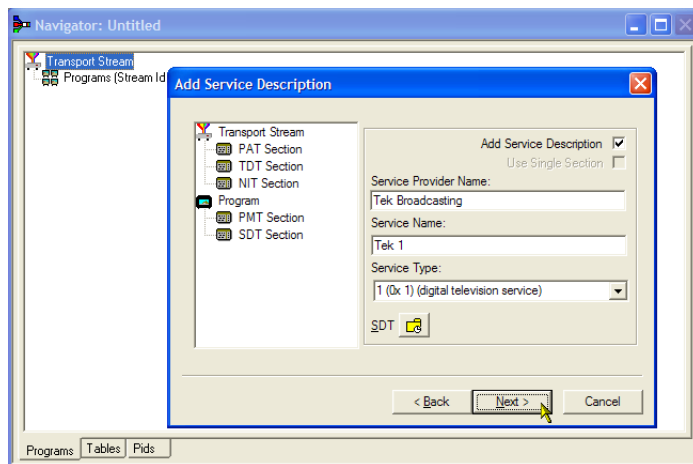 Navigator: Untitled
Transport Stream
Programs (Stream Id
Add Service Description
Transport Stream
PAT Section
TDT Section
NIT Section
Program
PMT Section
SDT Section
Add Service Description
Use Single Section
Service Provider Name:
Tek Broadcasting
Service Name:
Tek 1
Service Type:
1 (0x 1) (digital television service)
SDT
< Back Next > Cancel
Programs Tables Pids